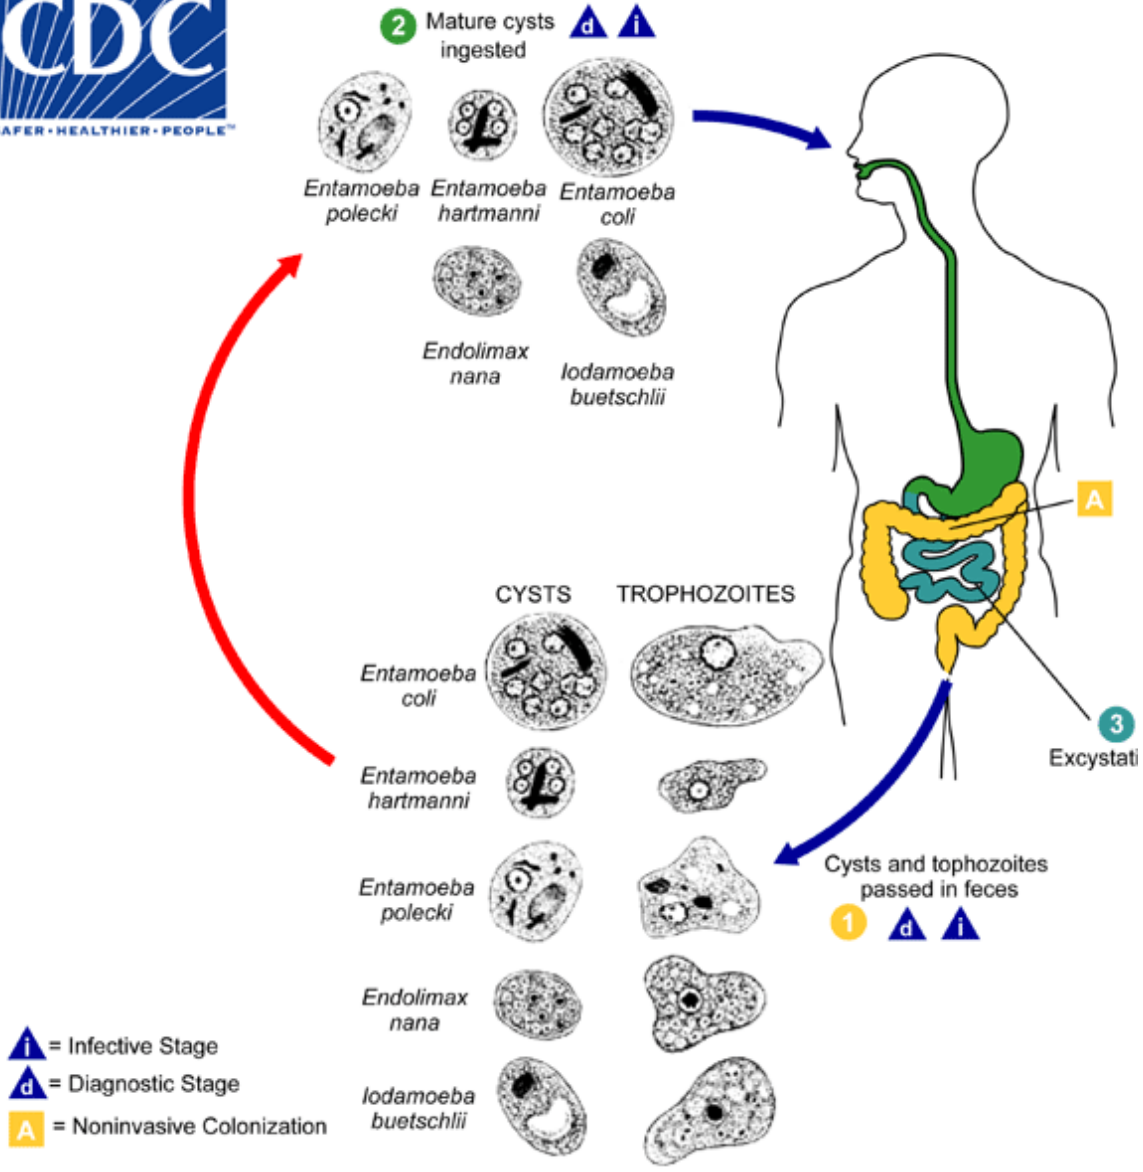 CDC
AFER•HEALTHIER•PEOPLE™
2 Mature cysts d i
ingested
Entamoeba
polecki
Entamoeba
hartmanni
Entamoeba
coli
Endolimax
nana
Iodamoeba
buetschlii
A
CYSTS TROPHOZOITES
Entamoeba
coli
3
Excystati
Entamoeba
hartmanni
Cysts and tophozoites
passed in feces
1 d i
Entamoeba
polecki
Endolimax
nana
Iodamoeba
buetschlii
i = Infective Stage
d = Diagnostic Stage
A = Noninvasive Colonization